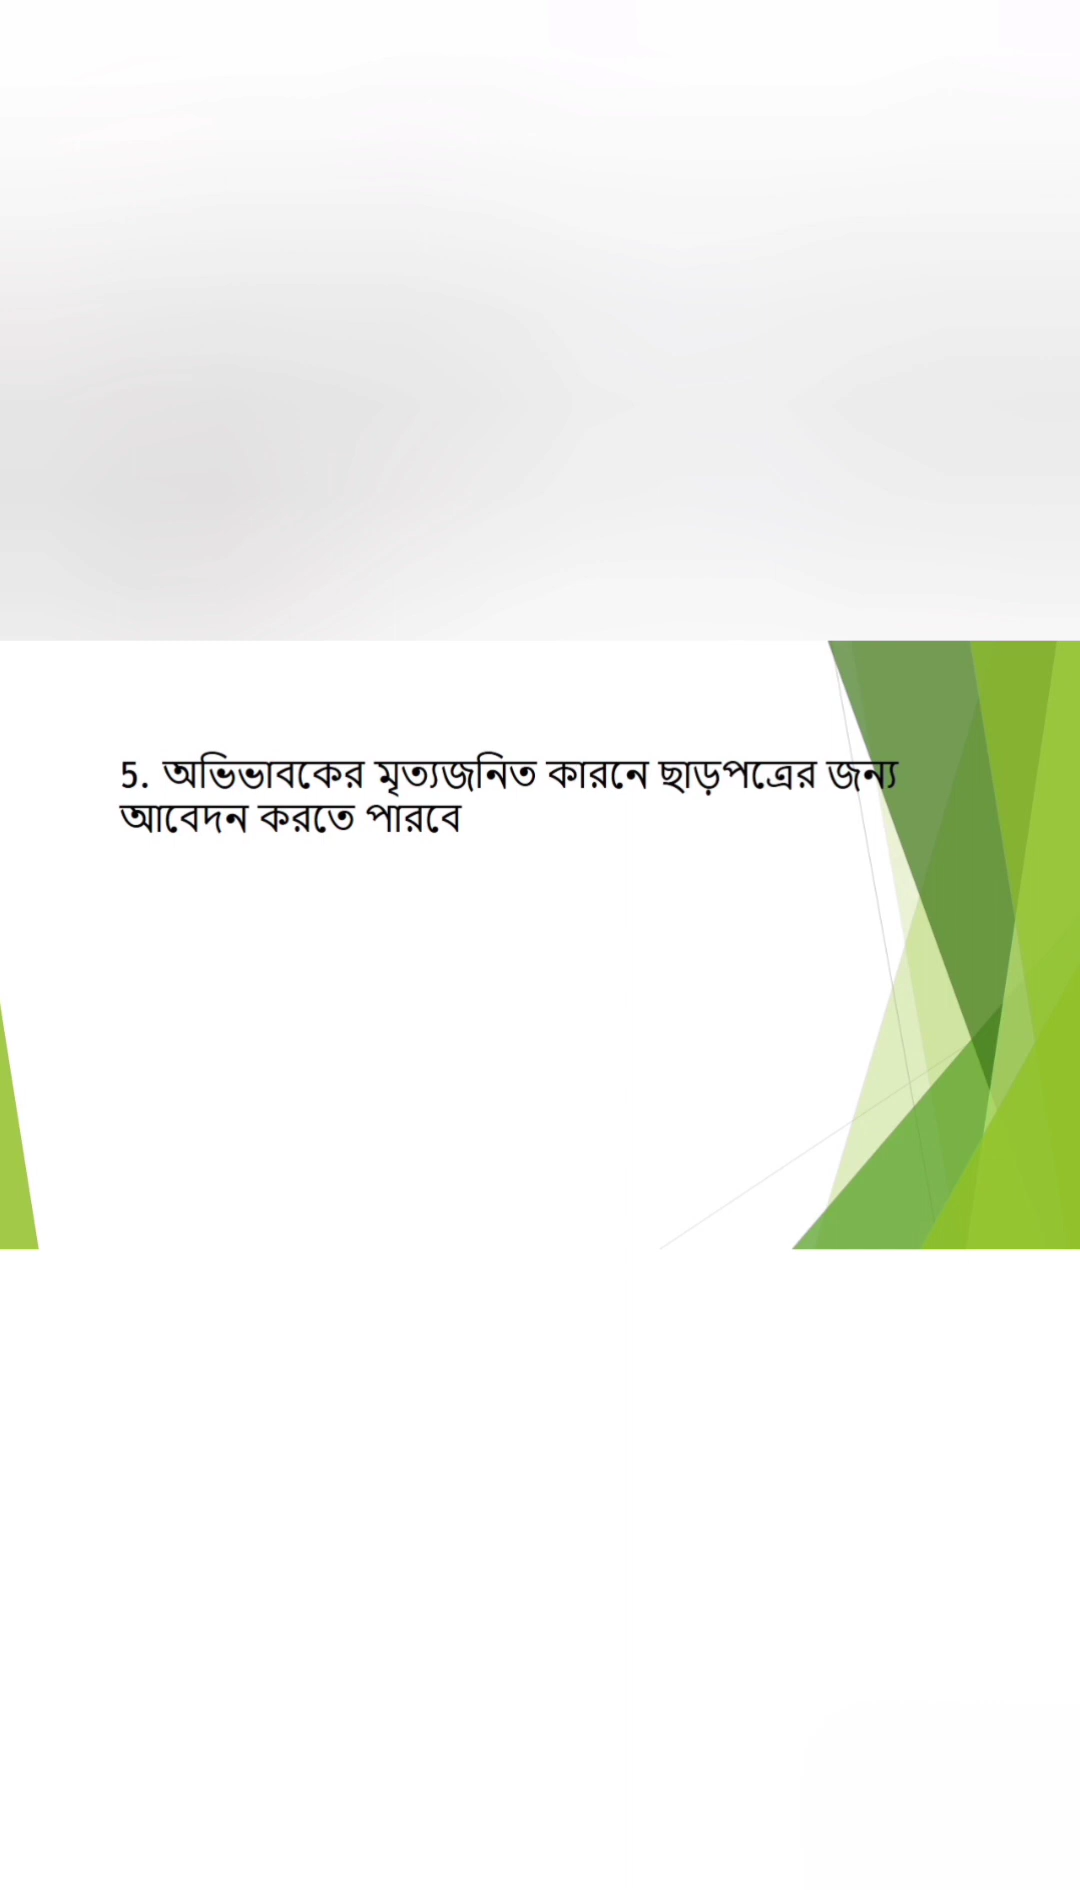 5. অভিভাবকের মৃত্যজনিত কারনে ছাড়পত্রের জন্য
আবেদন করতে পারবে